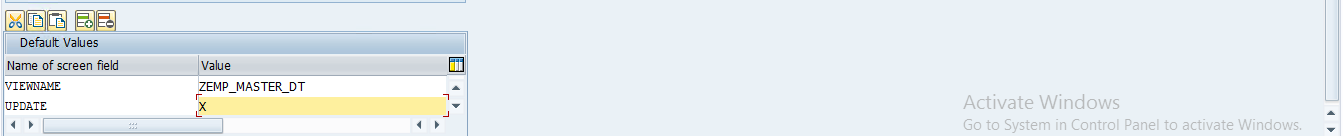 Default Values
Name of screen field Value
VIEWNAME ZEMP_MASTER_DT
UPDATE X
Activate Windows
Go to System in Control Panel to activate Windows.